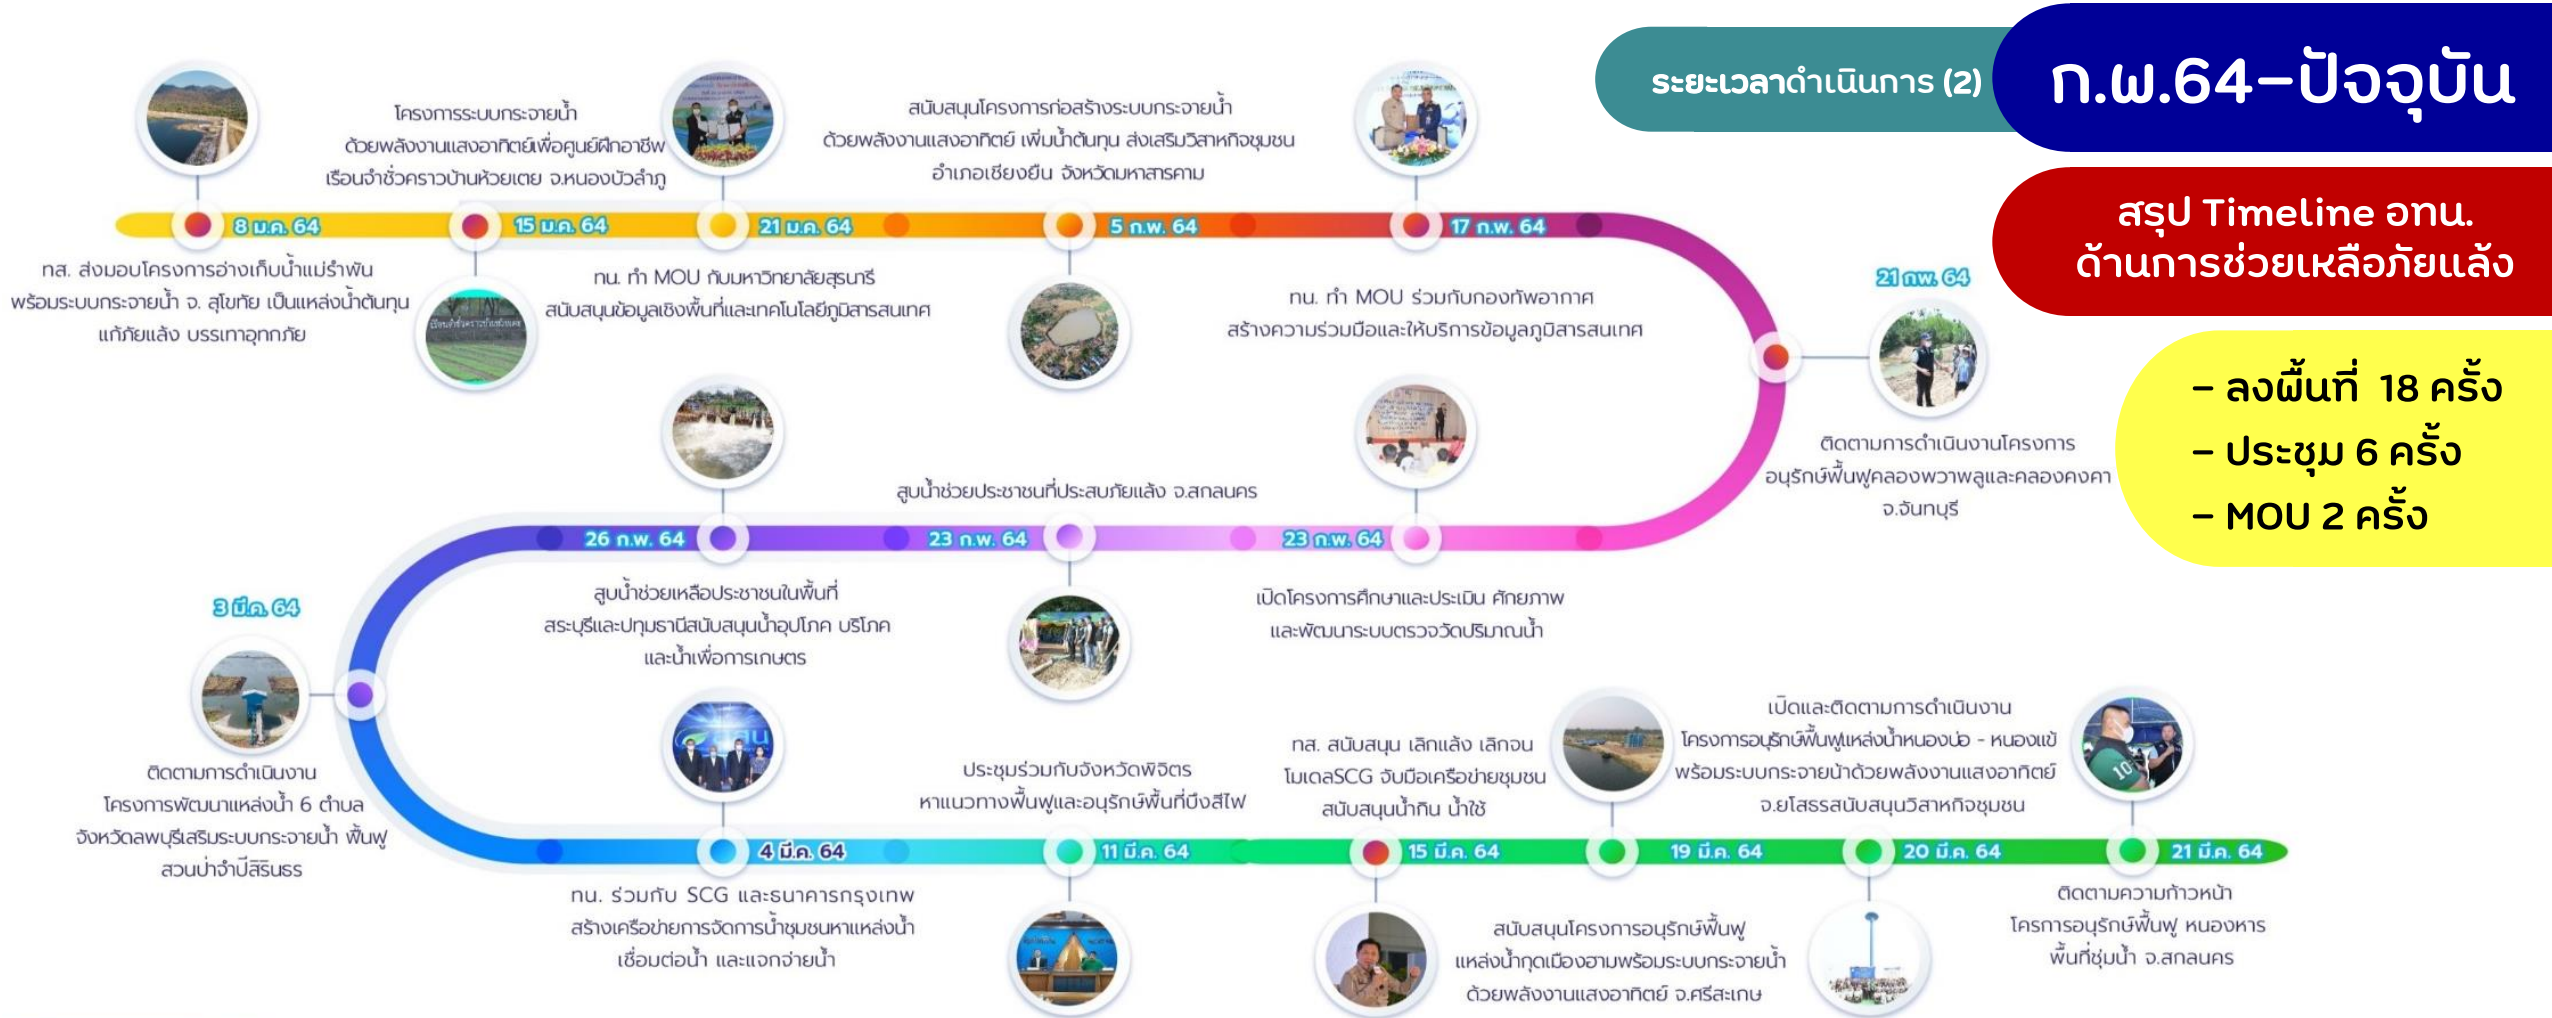 ระยะเวลาดำเนินการ (2)
ก.พ.64–ปัจจุบัน
สรุป Timeline อทน.
ด้านการช่วยเหลือภัยแล้ง
– ลงพื้นที่ 18 ครั้ง
– ประชุม 6 ครั้ง
– MOU 2 ครั้ง
8 ม.ค. 64
ทส. ส่งมอบโครงการอ่างเก็บน้ำแม่รำพัน
พร้อมระบบกระจายน้ำ จ. สุโขทัย เป็นแหล่งน้ำต้นทุน
แก้ภัยแล้ง บรรเทาอุทกภัย
โครงการระบบกระจายน้ำ
ด้วยพลังงานแสงอาทิตย์เพื่อศูนย์ฝึกอาชีพ
เรือนจำชั่วคราวบ้านห้วยเตย จ.หนองบัวลำภู
15 ม.ค. 64
เรือนจำชั่วคราวบ้านห้วยเตย
21 ม.ค. 64
ทน. ทำ MOU กับมหาวิทยาลัยสุรนารี
สนับสนุนข้อมูลเชิงพื้นที่และเทคโนโลยีภูมิสารสนเทศ
สนับสนุนโครงการก่อสร้างระบบกระจายน้ำ
ด้วยพลังงานแสงอาทิตย์ เพิ่มน้ำต้นทุน ส่งเสริมวิสาหกิจชุมชน
อำเภอเชียงยืน จังหวัดมหาสารคาม
5 ก.พ. 64
17 ก.พ. 64
ทน. ทำ MOU ร่วมกับกองทัพอากาศ
สร้างความร่วมมือและให้บริการข้อมูลภูมิสารสนเทศ
21 กพ. 64
ติดตามการดำเนินงานโครงการ
อนุรักษ์ฟื้นฟูคลองพวาพลูและคลองคงคา
จ.จันทบุรี
23 ก.พ. 64
เปิดโครงการศึกษาและประเมิน ศักยภาพ
และพัฒนาระบบตรวจวัดปริมาณน้ำ
สูบน้ำช่วยประชาชนที่ประสบภัยแล้ง จ.สกลนคร
23 ก.พ. 64
26 ก.พ. 64
สูบน้ำช่วยเหลือประชาชนในพื้นที่
สระบุรีและปทุมธานีสนับสนุนน้ำอุปโภค บริโภค
และน้ำเพื่อการเกษตร
3 มี.ค. 64
ติดตามการดำเนินงาน
โครงการพัฒนาแหล่งน้ำ 6 ตำบล
จังหวัดลพบุรีเสริมระบบกระจายน้ำ ฟื้นฟู
สวนป่าจำปีสิรินธร
4 มี.ค. 64
ทน. ร่วมกับ SCG และธนาคารกรุงเทพ
สร้างเครือข่ายการจัดการน้ำชุมชนหาแหล่งน้ำ
เชื่อมต่อน้ำ และแจกจ่ายน้ำ
ประชุมร่วมกับจังหวัดพิจิตร
หาแนวทางฟื้นฟูและอนุรักษ์พื้นที่บึงสีไฟ
11 มี.ค. 64
ทส. สนับสนุน เลิกแล้ง เลิกจน
โมเดลSCG จับมือเครือข่ายชุมชน
สนับสนุนน้ำกิน น้ำใช้
15 มี.ค. 64
19 มี.ค. 64
สนับสนุนโครงการอนุรักษ์ฟื้นฟู
แหล่งน้ำกุดเมืองฮามพร้อมระบบกระจายน้ำ
ด้วยพลังงานแสงอาทิตย์ จ.ศรีสะเกษ
เปิดและติดตามการดำเนินงาน
โครงการอนุรักษ์ฟื้นฟูแหล่งน้ำหนองบ่อ - หนองแข้
พร้อมระบบกระจายน้ำด้วยพลังงานแสงอาทิตย์
จ.ยโสธรสนับสนุนวิสาหกิจชุมชน
20 มี.ค. 64
10
21 มี.ค. 64
ติดตามความก้าวหน้า
โครการอนุรักษ์ฟื้นฟู หนองหาร
พื้นที่ชุ่มน้ำ จ.สกลนคร